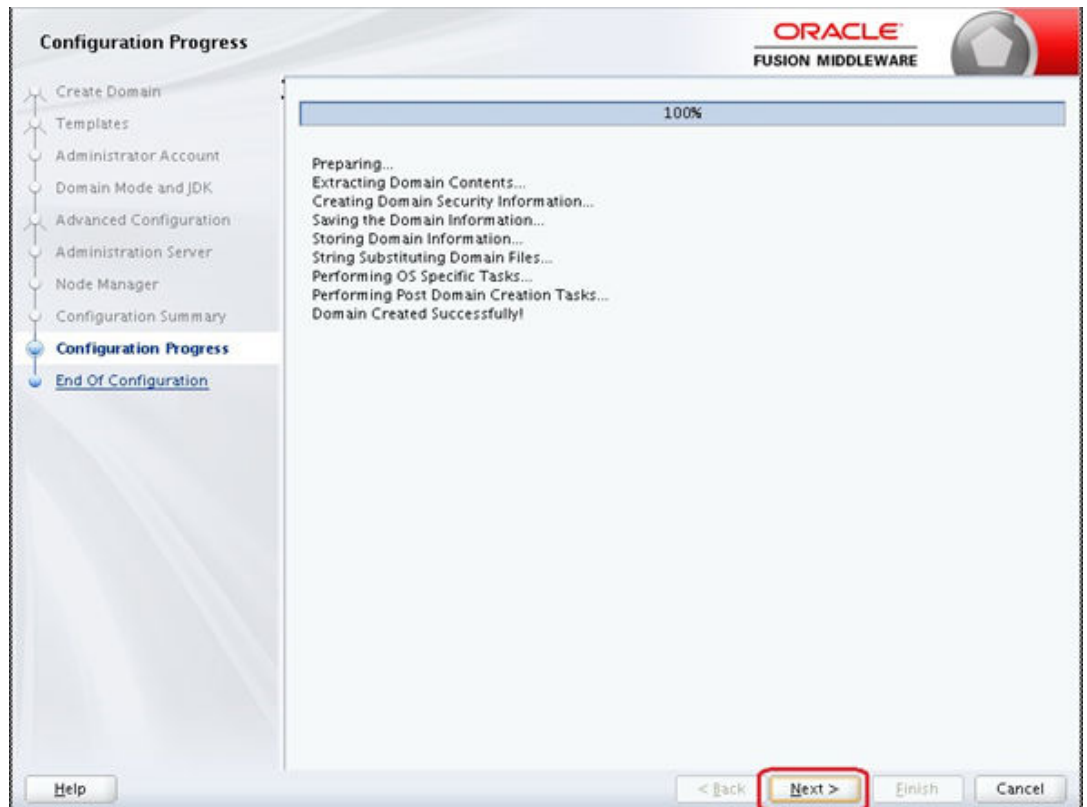 Configuration Progress
ORACLE
FUSION MIDDLEWARE
Create Domain
Templates
Administrator Account
Domain Mode and JDK
Advanced Configuration
Administration Server
Node Manager
Configuration Summary
Configuration Progress
End Of Configuration
100%
Preparing...
Extracting Domain Contents...
Creating Domain Security Information...
Saving the Domain Information...
Storing Domain Information...
String Substituting Domain Files...
Performing OS Specific Tasks...
Performing Post Domain Creation Tasks...
Domain Created Successfully!
Help
< Back
Next >
Finish
Cancel